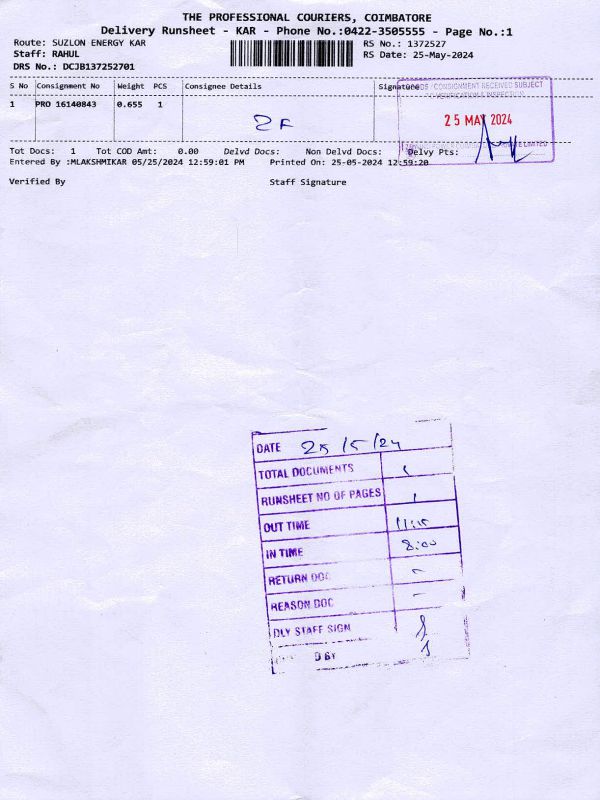 THE PROFESSIONAL COURIERS, COIMBATORE
Delivery Runsheet - KAR - Phone No.:0422-3505555 - Page No.:1
Route: SUZLON ENERGY KAR
Staff: RAHUL
DRS No.: DCJB137252701
RS No.: 1372527
RS Date: 25-May-2024
S No Consignment No Weight PCS Consignee Details Signature
CONSIGNMENT RECEIVED SUBJECT
1 PRO 16140843 0.655 1
25 MAY 2024
LIMITED
Tot Docs: 1 Tot COD Amt: 0.00 Delvd Docs: Non Delvd Docs: Delvy Pts:
Entered By :MLAKSHMIKAR 05/25/2024 12:59:01 PM Printed On: 25-05-2024 12:59:20
Verified By Staff Signature
DATE 25/5/24
TOTAL DOCUMENTS 1
RUNSHEET NO OF PAGES 1
OUT TIME 11:15
IN TIME 8:00
RETURN DOC -
REASON DOC -
DLY STAFF SIGN
D BY